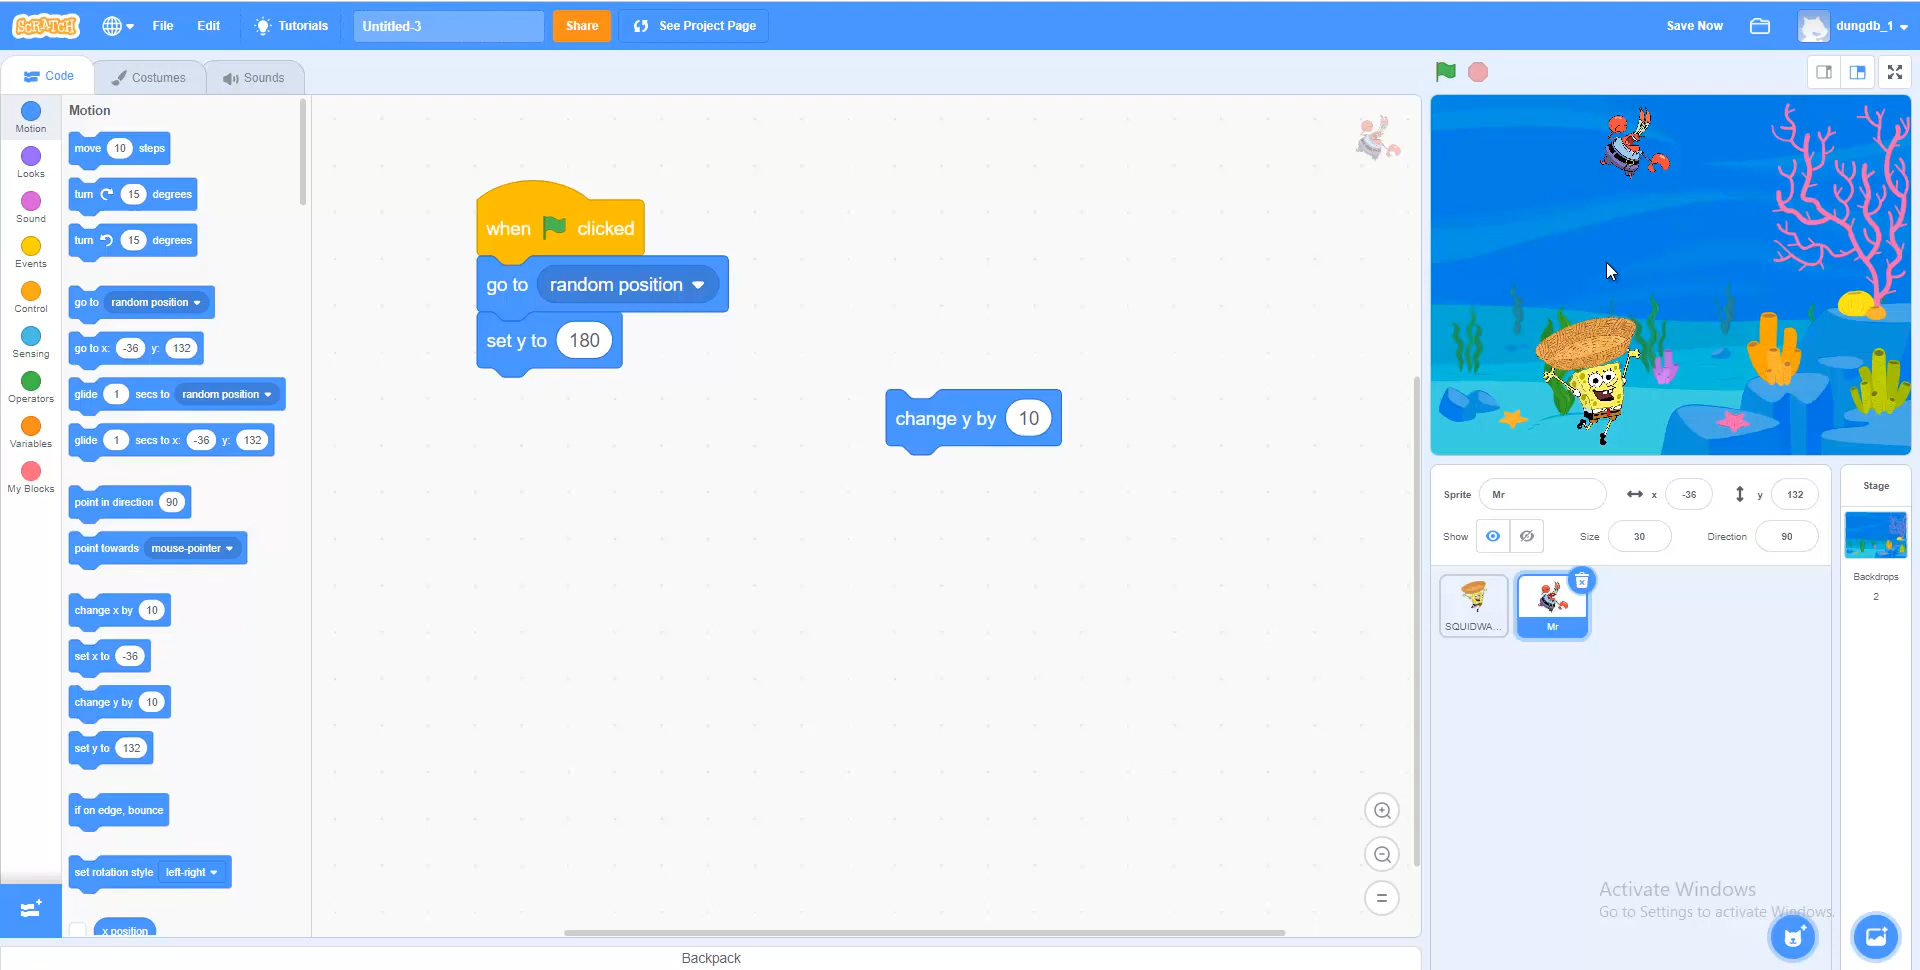 SCRATCH
File
Edit
Tutorials
Untitled-3
Share
See Project Page
Save Now
dungdb_1
Code
Costumes
Sounds
Motion
Looks
Sound
Events
Control
Sensing
Operators
Variables
My Blocks
Motion
move 10 steps
turn 15 degrees
turn 15 degrees
go to random position
go to x: -36 y: 132
glide 1 secs to random position
glide 1 secs to x: -36 y: 132
point in direction 90
point towards mouse-pointer
change x by 10
set x to -36
change y by 10
set y to 132
if on edge, bounce
set rotation style left-right
x position
when clicked
go to random position
set y to 180
change y by 10
Backpack
Sprite Mr x -36 y 132
Show Size 30 Direction 90
SQUIDWA...
Mr
Stage
Backdrops
2
Activate Windows
Go to Settings to activate Windows.